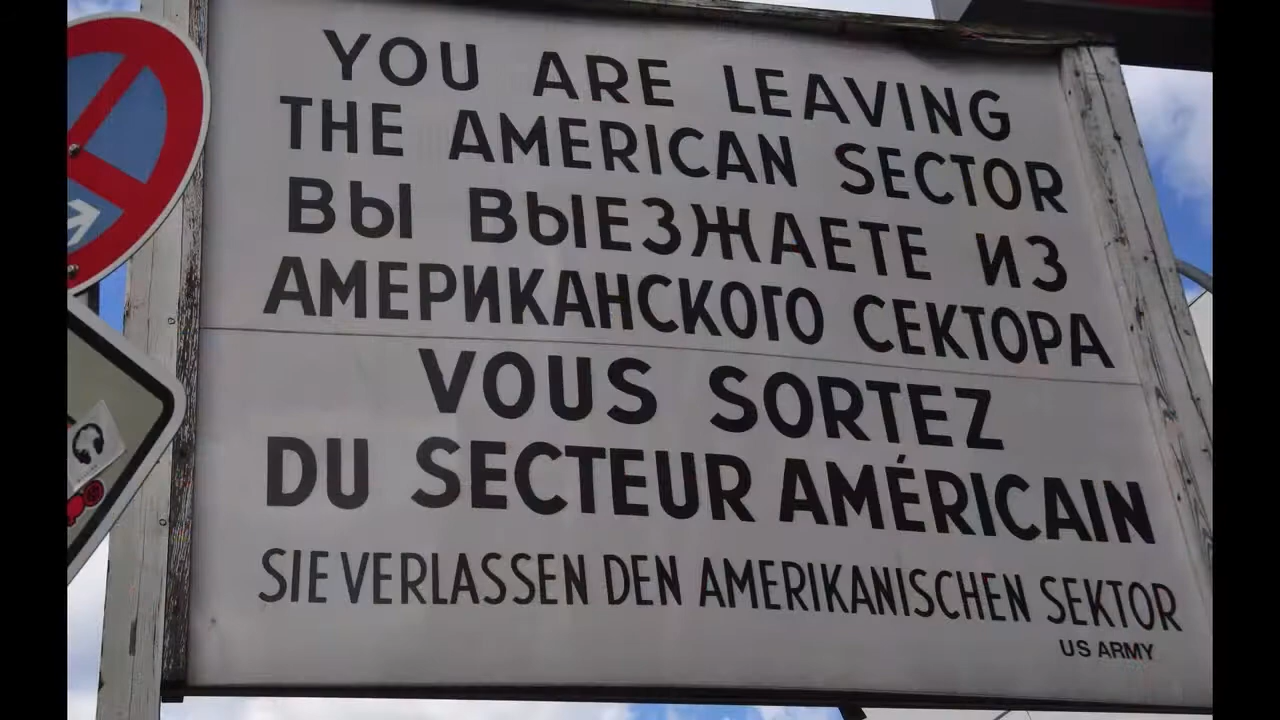 YOU ARE LEAVING
THE AMERICAN SECTOR
ВЫ ВЫЕЗЖАЕТЕ ИЗ
АМЕРИКАНСКОГО СЕКТОРА
VOUS SORTEZ
DU SECTEUR AMÉRICAIN
SIE VERLASSEN DEN AMERIKANISCHEN SEKTOR
US ARMY